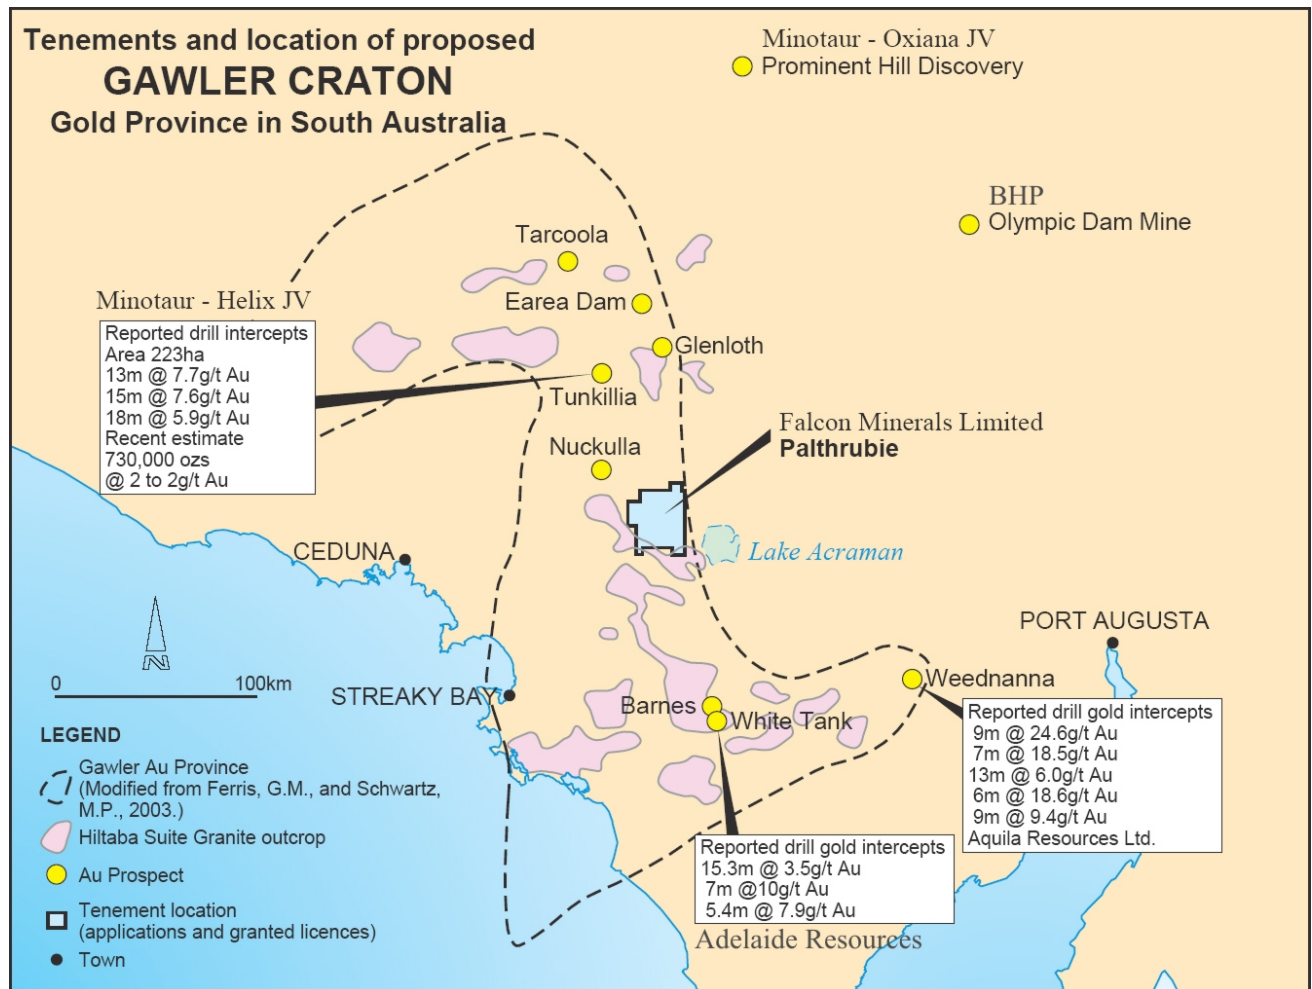 Tenements and location of proposed
GAWLER CRATON
Gold Province in South Australia
Minotaur - Oxiana JV
Prominent Hill Discovery
BHP
Olympic Dam Mine
Tarcoola
Earea Dam
Glenloth
Tunkillia
Nuckulla
Minotaur - Helix JV
Reported drill intercepts
Area 223ha
13m @ 7.7g/t Au
15m @ 7.6g/t Au
18m @ 5.9g/t Au
Recent estimate
730,000 ozs
@ 2 to 2g/t Au
Falcon Minerals Limited
Palthrubie
Lake Acraman
CEDUNA
PORT AUGUSTA
STREAKY BAY
N
0 100km
Barnes
White Tank
Weednanna
Reported drill gold intercepts
9m @ 24.6g/t Au
7m @ 18.5g/t Au
13m @ 6.0g/t Au
6m @ 18.6g/t Au
9m @ 9.4g/t Au
Aquila Resources Ltd.
Reported drill gold intercepts
15.3m @ 3.5g/t Au
7m @10g/t Au
5.4m @ 7.9g/t Au
Adelaide Resources
LEGEND
Gawler Au Province
(Modified from Ferris, G.M., and Schwartz,
M.P., 2003.)
Hiltaba Suite Granite outcrop
Au Prospect
Tenement location
(applications and granted licences)
Town